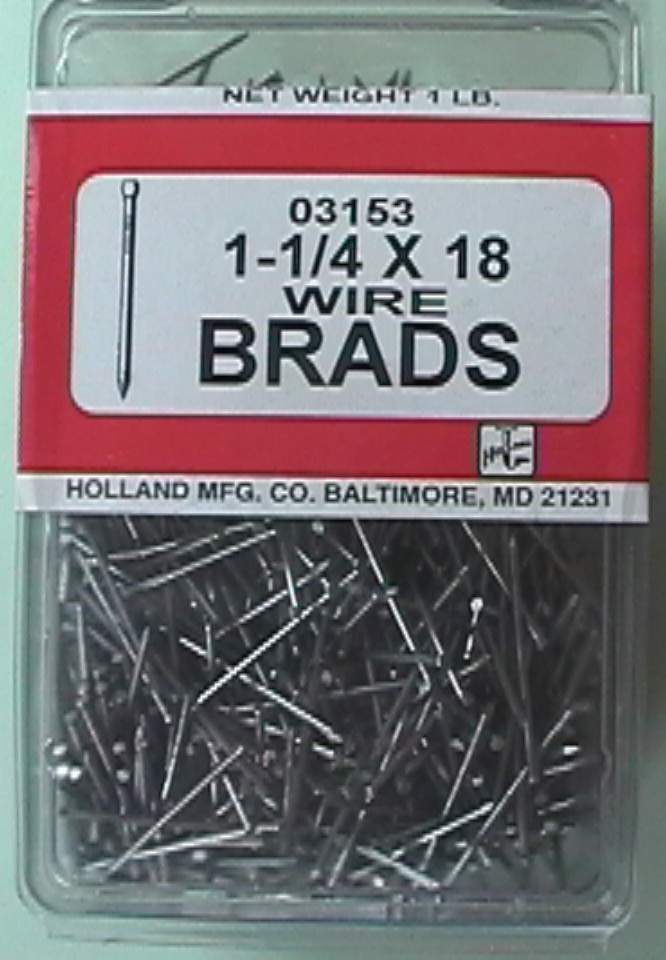 NET WEIGHT 1 LB.
03153
1-1/4 X 18
WIRE
BRADS
HOLLAND MFG. CO. BALTIMORE, MD 21231